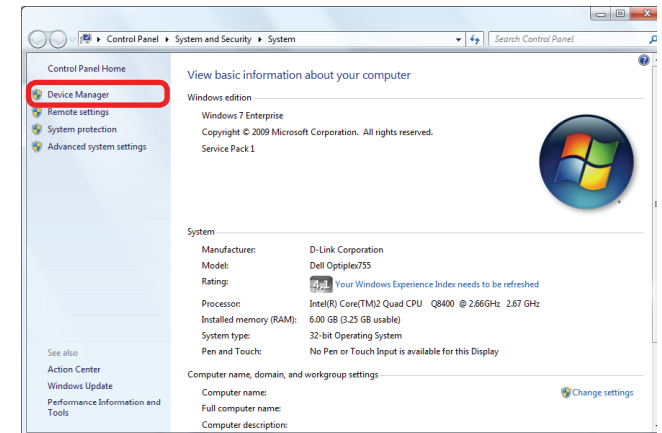 Control Panel ▸ System and Security ▸ System
Search Control Panel
Control Panel Home
Device Manager
Remote settings
System protection
Advanced system settings
See also
Action Center
Windows Update
Performance Information and
Tools
View basic information about your computer
Windows edition
Windows 7 Enterprise
Copyright © 2009 Microsoft Corporation. All rights reserved.
Service Pack 1
System
Manufacturer: D-Link Corporation
Model: Dell Optiplex755
Rating: 4,1 Your Windows Experience Index needs to be refreshed
Processor: Intel(R) Core(TM)2 Quad CPU Q8400 @ 2.66GHz 2.67 GHz
Installed memory (RAM): 6.00 GB (3.25 GB usable)
System type: 32-bit Operating System
Pen and Touch: No Pen or Touch Input is available for this Display
Computer name, domain, and workgroup settings
Computer name: Change settings
Full computer name:
Computer description: